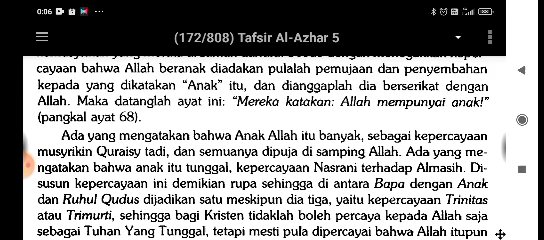 0:06
(172/808) Tafsir Al-Azhar 5
cayaan bahwa Allah beranak diadakan pulalah pemujaan dan penyembahan
kepada yang dikatakan "Anak" itu, dan dianggaplah dia berserikat dengan
Allah. Maka datanglah ayat ini: "Mereka katakan: Allah mempunyai anak!"
(pangkal ayat 68).
Ada yang mengatakan bahwa Anak Allah itu banyak, sebagai kepercayaan
musyrikin Quraisy tadi, dan semuanya dipuja di samping Allah. Ada yang me-
ngatakan bahwa anak itu tunggal, kepercayaan Nasrani terhadap Almasih. Di-
susun kepercayaan ini demikian rupa sehingga di antara Bapa dengan Anak
dan Ruhul Qudus dijadikan satu meskipun dia tiga, yaitu kepercayaan Trinitas
atau Trimurti, sehingga bagi Kristen tidaklah boleh percaya kepada Allah saja
sebagai Tuhan Yang Tunggal, tetapi mesti pula dipercayai bahwa Allah itupun